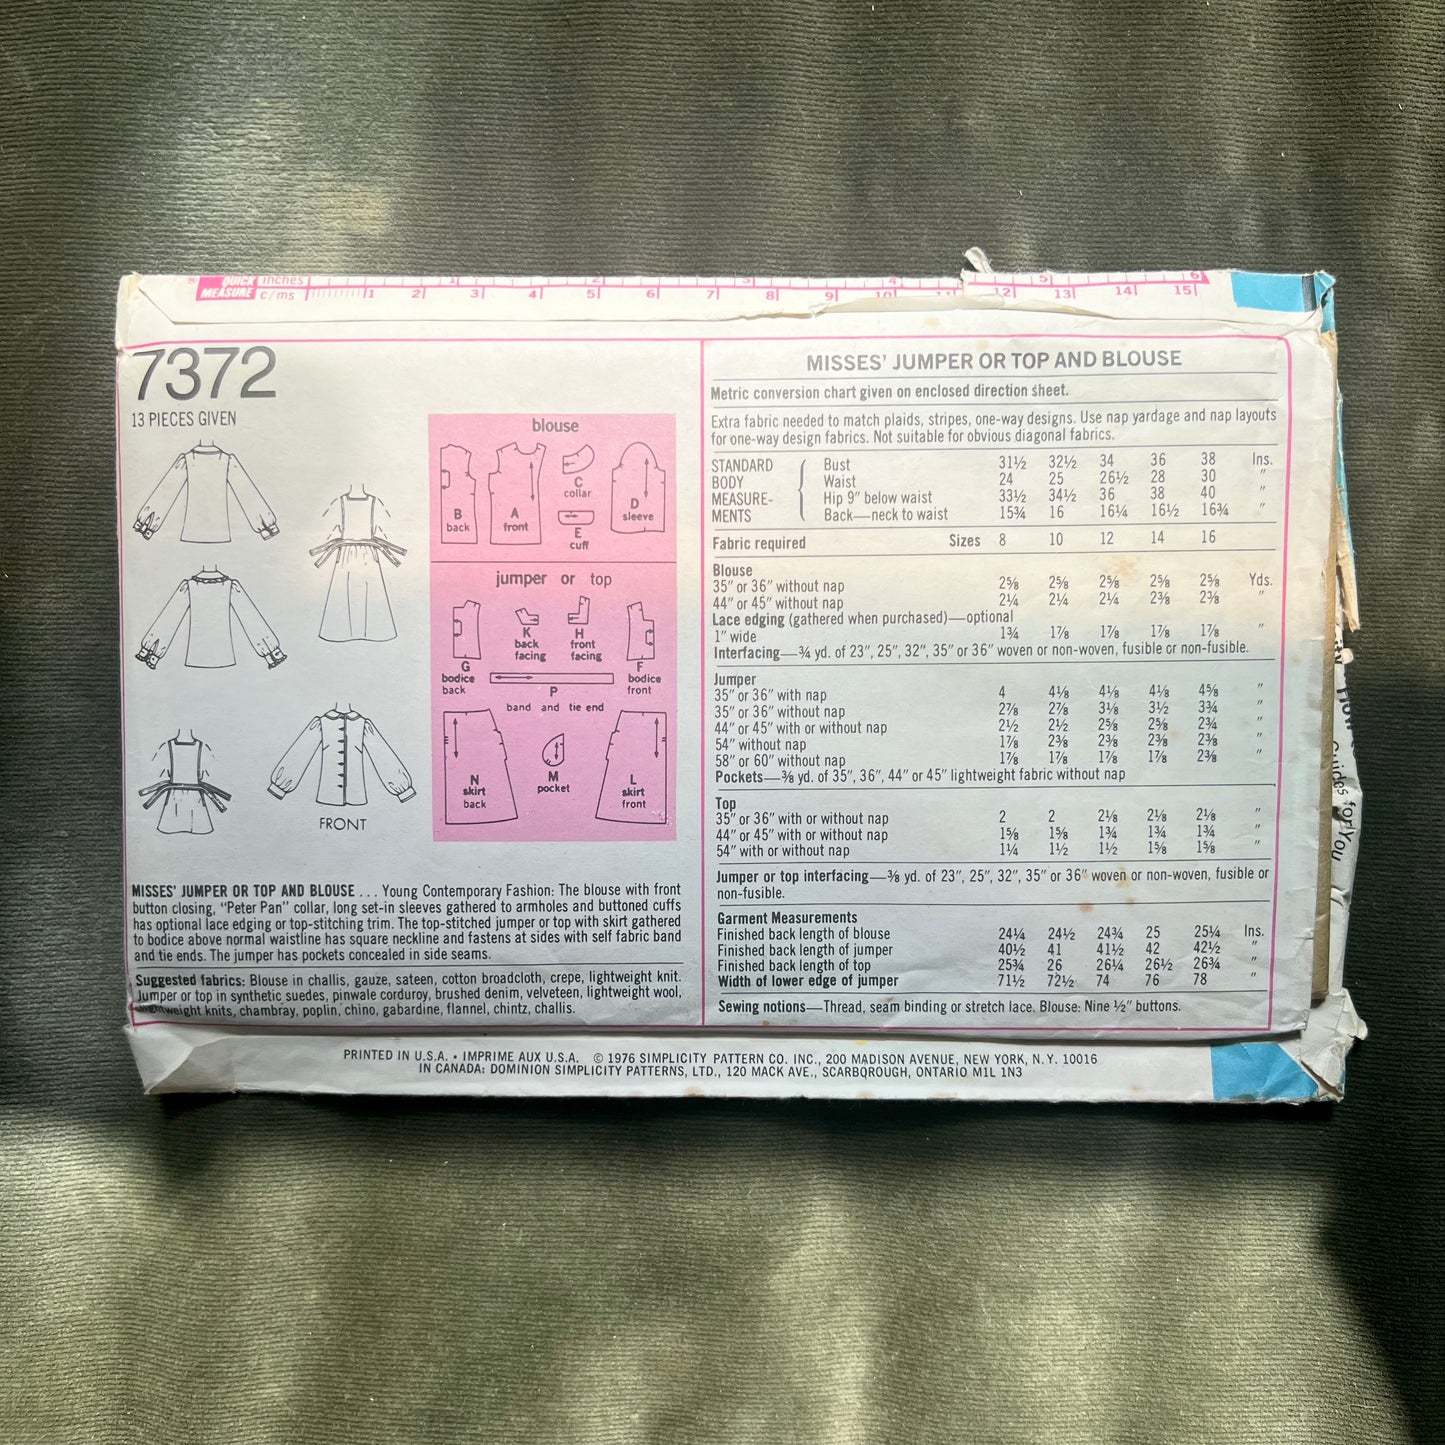 QUICK MEASURE
inches 1 2 3 4 5 6
c/ms 1 2 3 4 5 6 7 8 9 10 11 12 13 14 15
7372
13 PIECES GIVEN
FRONT
blouse
B back
A front
C collar
D sleeve
E cuff
jumper or top
G bodice back
K back facing
H front facing
F bodice front
P
band and tie end
N skirt back
M pocket
L skirt front
MISSES' JUMPER OR TOP AND BLOUSE . . . Young Contemporary Fashion: The blouse with front
button closing, "Peter Pan" collar, long set-in sleeves gathered to armholes and buttoned cuffs
has optional lace edging or top-stitching trim. The top-stitched jumper or top with skirt gathered
to bodice above normal waistline has square neckline and fastens at sides with self fabric band
and tie ends. The jumper has pockets concealed in side seams.
Suggested fabrics: Blouse in challis, gauze, sateen, cotton broadcloth, crepe, lightweight knit.
Jumper or top in synthetic suedes, pinwale corduroy, brushed denim, velveteen, lightweight wool,
lightweight knits, chambray, poplin, chino, gabardine, flannel, chintz, challis.
MISSES' JUMPER OR TOP AND BLOUSE
Metric conversion chart given on enclosed direction sheet.
Extra fabric needed to match plaids, stripes, one-way designs. Use nap yardage and nap layouts
for one-way design fabrics. Not suitable for obvious diagonal fabrics.
STANDARD BODY MEASURE-MENTS
Bust 31½ 32½ 34 36 38 Ins.
Waist 24 25 26½ 28 30 "
Hip 9" below waist 33½ 34½ 36 38 40 "
Back—neck to waist 15¾ 16 16¼ 16½ 16¾ "
Fabric required Sizes 8 10 12 14 16
Blouse
35" or 36" without nap 2⅝ 2⅝ 2⅝ 2⅝ 2⅝ Yds.
44" or 45" without nap 2¼ 2¼ 2¼ 2⅜ 2⅜ "
Lace edging (gathered when purchased)—optional
1" wide 1¾ 1⅞ 1⅞ 1⅞ 1⅞ "
Interfacing—¾ yd. of 23", 25", 32", 35" or 36" woven or non-woven, fusible or non-fusible.
Jumper
35" or 36" with nap 4 4⅛ 4⅛ 4⅛ 4⅝ "
35" or 36" without nap 2⅞ 2⅞ 3⅛ 3½ 3¾ "
44" or 45" with or without nap 2½ 2½ 2⅝ 2⅝ 2¾ "
54" without nap 1⅞ 2⅜ 2⅜ 2⅜ 2⅜ "
58" or 60" without nap 1⅞ 1⅞ 1⅞ 1⅞ 2⅜ "
Pockets—⅜ yd. of 35", 36", 44" or 45" lightweight fabric without nap
Top
35" or 36" with or without nap 2 2 2⅛ 2⅛ 2⅛ "
44" or 45" with or without nap 1⅝ 1⅝ 1¾ 1¾ 1¾ "
54" with or without nap 1¼ 1½ 1½ 1⅝ 1⅝ "
Jumper or top interfacing—⅜ yd. of 23", 25", 32", 35" or 36" woven or non-woven, fusible or
non-fusible.
Garment Measurements
Finished back length of blouse 24¼ 24½ 24¾ 25 25¼ Ins.
Finished back length of jumper 40½ 41 41½ 42 42½ "
Finished back length of top 25¾ 26 26¼ 26½ 26¾ "
Width of lower edge of jumper 71½ 72½ 74 76 78 "
Sewing notions—Thread, seam binding or stretch lace. Blouse: Nine ½" buttons.
PRINTED IN U.S.A. • IMPRIME AUX U.S.A. © 1976 SIMPLICITY PATTERN CO. INC., 200 MADISON AVENUE, NEW YORK, N. Y. 10016
IN CANADA: DOMINION SIMPLICITY PATTERNS, LTD., 120 MACK AVE., SCARBOROUGH, ONTARIO M1L 1N3
Guides for You